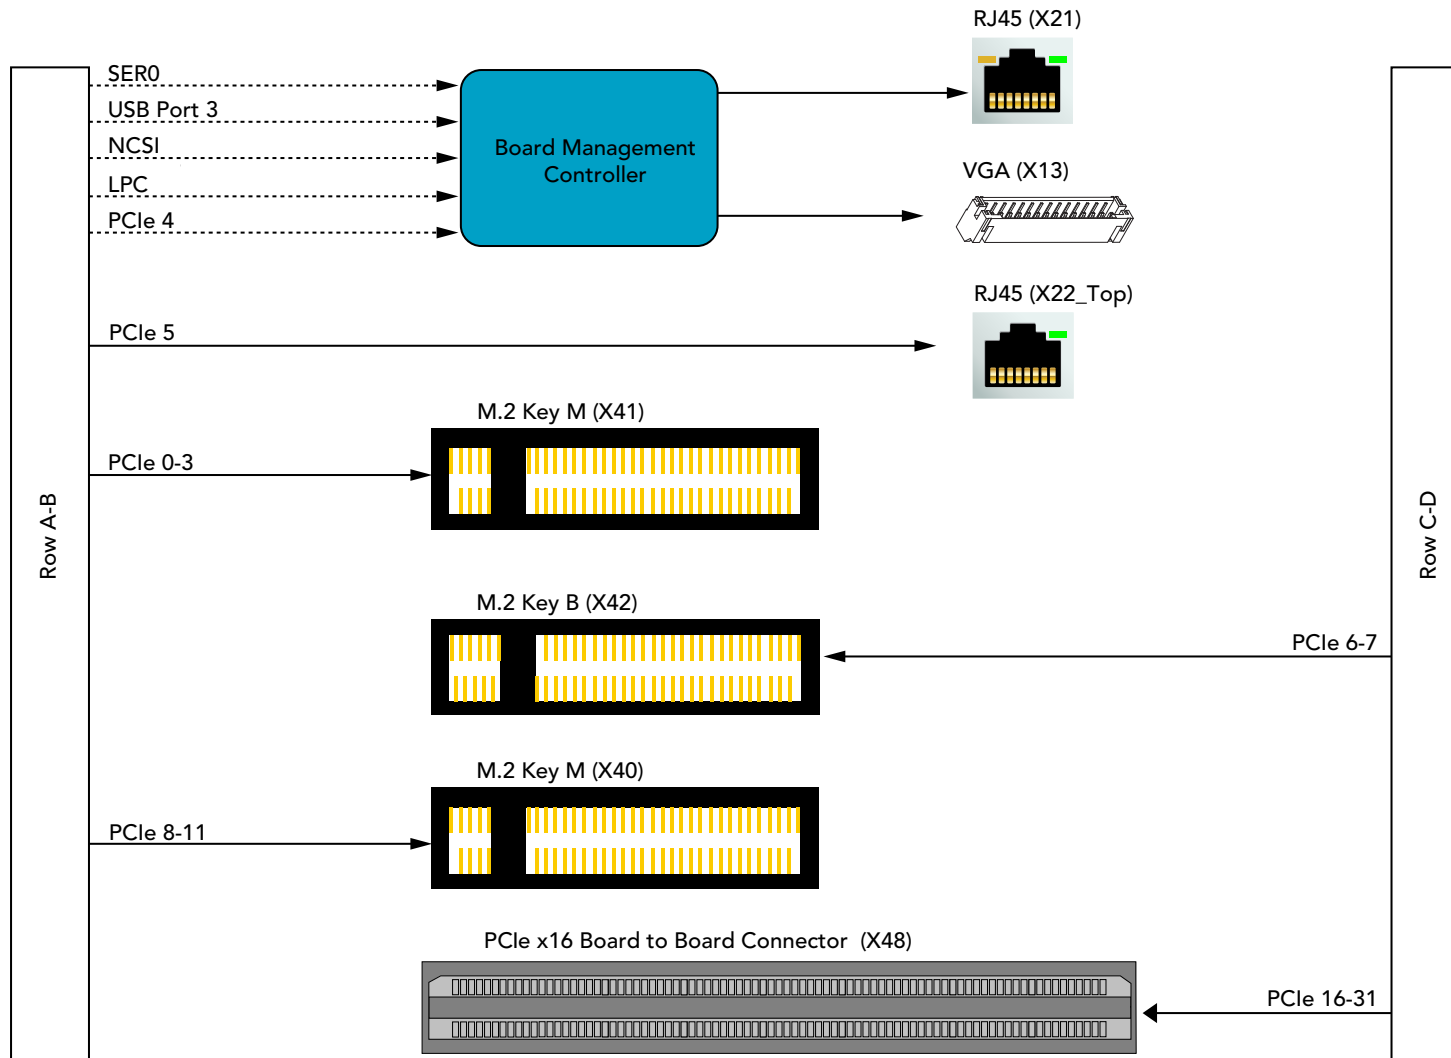 RJ45 (X21)
SER0
USB Port 3
NCSI
LPC
PCIe 4
Board Management
Controller
VGA (X13)
RJ45 (X22_Top)
PCIe 5
M.2 Key M (X41)
PCIe 0-3
Row A-B
Row C-D
M.2 Key B (X42)
PCIe 6-7
M.2 Key M (X40)
PCIe 8-11
PCIe x16 Board to Board Connector (X48)
PCIe 16-31